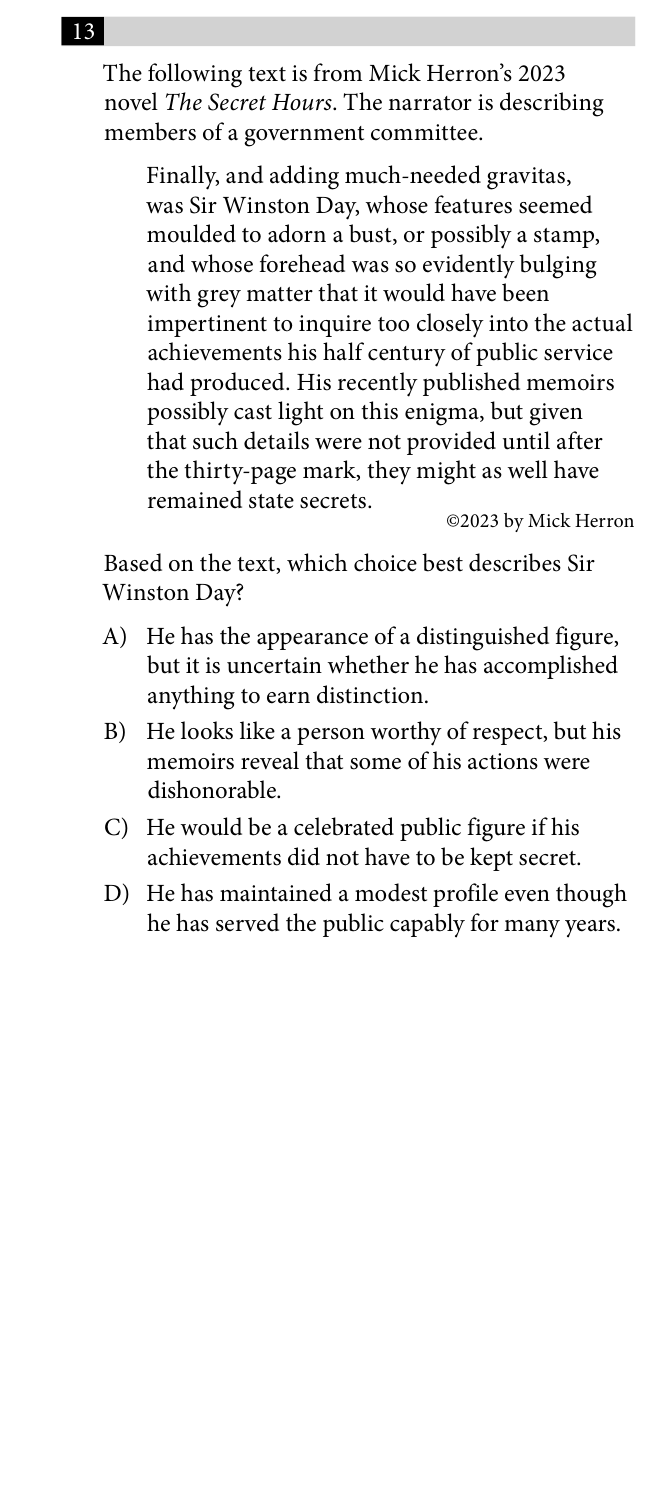 13
The following text is from Mick Herron’s 2023
novel The Secret Hours. The narrator is describing
members of a government committee.
Finally, and adding much-needed gravitas,
was Sir Winston Day, whose features seemed
moulded to adorn a bust, or possibly a stamp,
and whose forehead was so evidently bulging
with grey matter that it would have been
impertinent to inquire too closely into the actual
achievements his half century of public service
had produced. His recently published memoirs
possibly cast light on this enigma, but given
that such details were not provided until after
the thirty-page mark, they might as well have
remained state secrets.
©2023 by Mick Herron
Based on the text, which choice best describes Sir
Winston Day?
A) He has the appearance of a distinguished figure,
but it is uncertain whether he has accomplished
anything to earn distinction.
B) He looks like a person worthy of respect, but his
memoirs reveal that some of his actions were
dishonorable.
C) He would be a celebrated public figure if his
achievements did not have to be kept secret.
D) He has maintained a modest profile even though
he has served the public capably for many years.